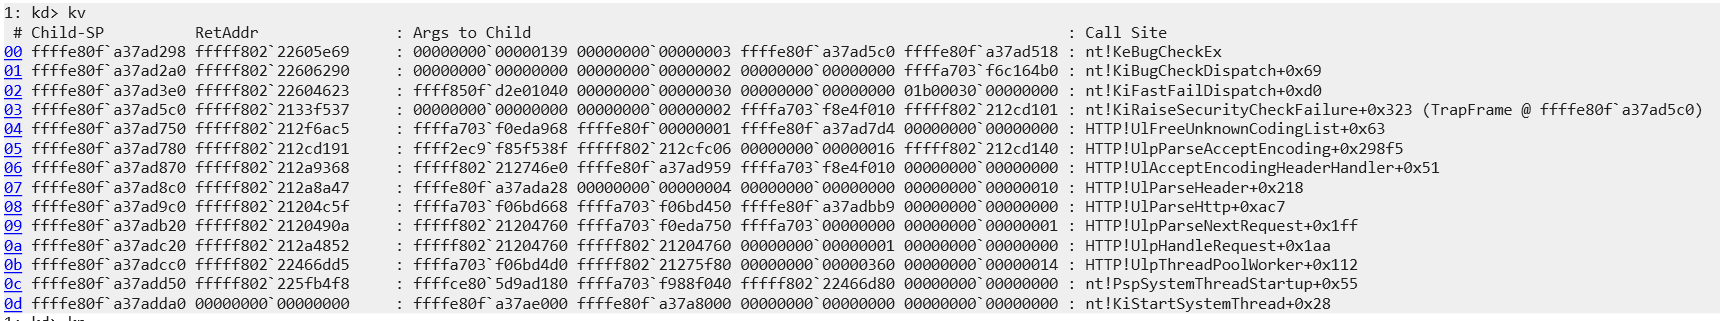 1: kd> kv
 # Child-SP          RetAddr               : Args to Child                                                           : Call Site
00 ffffe80f`a37ad298 fffff802`22605e69     : 00000000`00000139 00000000`00000003 ffffe80f`a37ad5c0 ffffe80f`a37ad518 : nt!KeBugCheckEx
01 ffffe80f`a37ad2a0 fffff802`22606290     : 00000000`00000000 00000000`00000002 00000000`00000000 ffffa703`f6c164b0 : nt!KiBugCheckDispatch+0x69
02 ffffe80f`a37ad3e0 fffff802`22604623     : ffff850f`d2e01040 00000000`00000030 00000000`00000000 01b00030`00000000 : nt!KiFastFailDispatch+0xd0
03 ffffe80f`a37ad5c0 fffff802`2133f537     : 00000000`00000000 00000000`00000002 ffffa703`f8e4f010 fffff802`212cd101 : nt!KiRaiseSecurityCheckFailure+0x323 (TrapFrame @ ffffe80f`a37ad5c0)
04 ffffe80f`a37ad750 fffff802`212f6ac5     : ffffa703`f0eda968 ffffe80f`00000001 ffffe80f`a37ad7d4 00000000`00000000 : HTTP!UlFreeUnknownCodingList+0x63
05 ffffe80f`a37ad780 fffff802`212cd191     : ffff2ec9`f85f538f fffff802`212cfc06 00000000`00000016 fffff802`212cd140 : HTTP!UlpParseAcceptEncoding+0x298f5
06 ffffe80f`a37ad870 fffff802`212a9368     : fffff802`212746e0 ffffe80f`a37ad959 ffffa703`f8e4f010 00000000`00000000 : HTTP!UlAcceptEncodingHeaderHandler+0x51
07 ffffe80f`a37ad8c0 fffff802`212a8a47     : ffffe80f`a37ada28 00000000`00000004 00000000`00000000 00000000`00000010 : HTTP!UlParseHeader+0x218
08 ffffe80f`a37ad9c0 fffff802`21204c5f     : ffffa703`f06bd668 ffffa703`f06bd450 ffffe80f`a37adbb9 00000000`00000000 : HTTP!UlParseHttp+0xac7
09 ffffe80f`a37adb20 fffff802`2120490a     : fffff802`21204760 ffffa703`f0eda750 ffffa703`00000000 00000000`00000001 : HTTP!UlpParseNextRequest+0x1ff
0a ffffe80f`a37adc20 fffff802`212a4852     : fffff802`21204760 fffff802`21204760 00000000`00000001 00000000`00000000 : HTTP!UlpHandleRequest+0x1aa
0b ffffe80f`a37adcc0 fffff802`22466dd5     : ffffa703`f06bd4d0 fffff802`21275f80 00000000`00000360 00000000`00000014 : HTTP!UlpThreadPoolWorker+0x112
0c ffffe80f`a37add50 fffff802`225fb4f8     : ffffce80`5d9ad180 ffffa703`f988f040 fffff802`22466d80 00000000`00000000 : nt!PspSystemThreadStartup+0x55
0d ffffe80f`a37adda0 00000000`00000000     : ffffe80f`a37ae000 ffffe80f`a37a8000 00000000`00000000 00000000`00000000 : nt!KiStartSystemThread+0x28